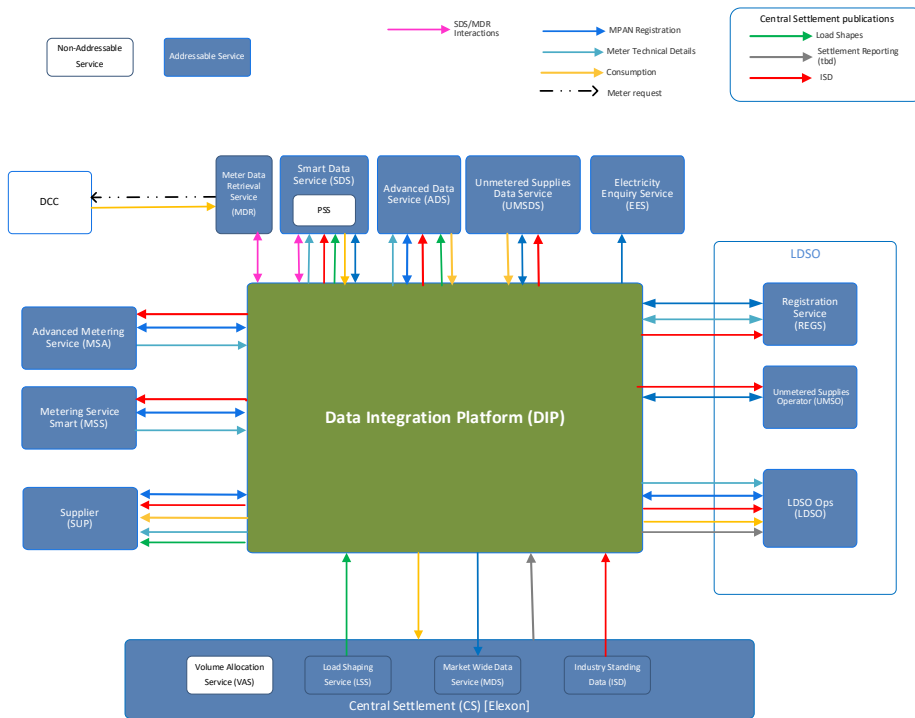 Non-Addressable
Service
Addressable Service
SDS/MDR
Interactions
MPAN Registration
Meter Technical Details
Consumption
Meter request
Central Settlement publications
Load Shapes
Settlement Reporting
(tbd)
ISD
DCC
Meter Data
Retrieval
Service
(MDR)
Smart Data
Service (SDS)
PSS
Advanced Data
Service (ADS)
Unmetered Supplies
Data Service
(UMSDS)
Electricity
Enquiry Service
(EES)
LDSO
Registration
Service
(REGS)
Advanced Metering
Service (MSA)
Metering Service
Smart (MSS)
Data Integration Platform (DIP)
Unmetered Supplies
Operator (UMSO)
Supplier
(SUP)
LDSO Ops
(LDSO)
Volume Allocation
Service (VAS)
Load Shaping
Service (LSS)
Market Wide Data
Service (MDS)
Industry Standing
Data (ISD)
Central Settlement (CS) [Elexon]